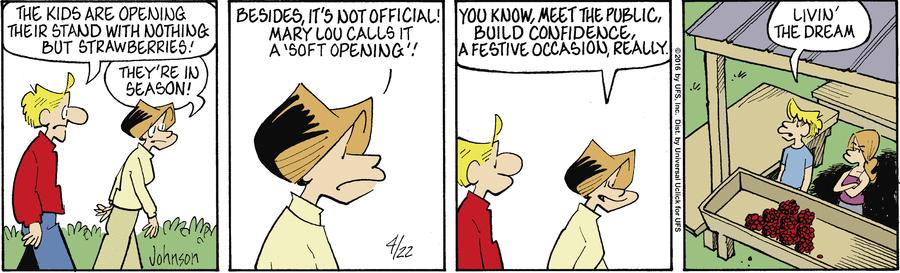 THE KIDS ARE OPENING
THEIR STAND WITH NOTHING
BUT STRAWBERRIES!
THEY'RE IN
SEASON!
Johnson
BESIDES, IT'S NOT OFFICIAL!
MARY LOU CALLS IT
A 'SOFT OPENING'!
4/22
YOU KNOW, MEET THE PUBLIC,
BUILD CONFIDENCE,
A FESTIVE OCCASION, REALLY.
©2016 by UFS, Inc. Dist. by Universal Uclick for UFS
LIVIN'
THE DREAM